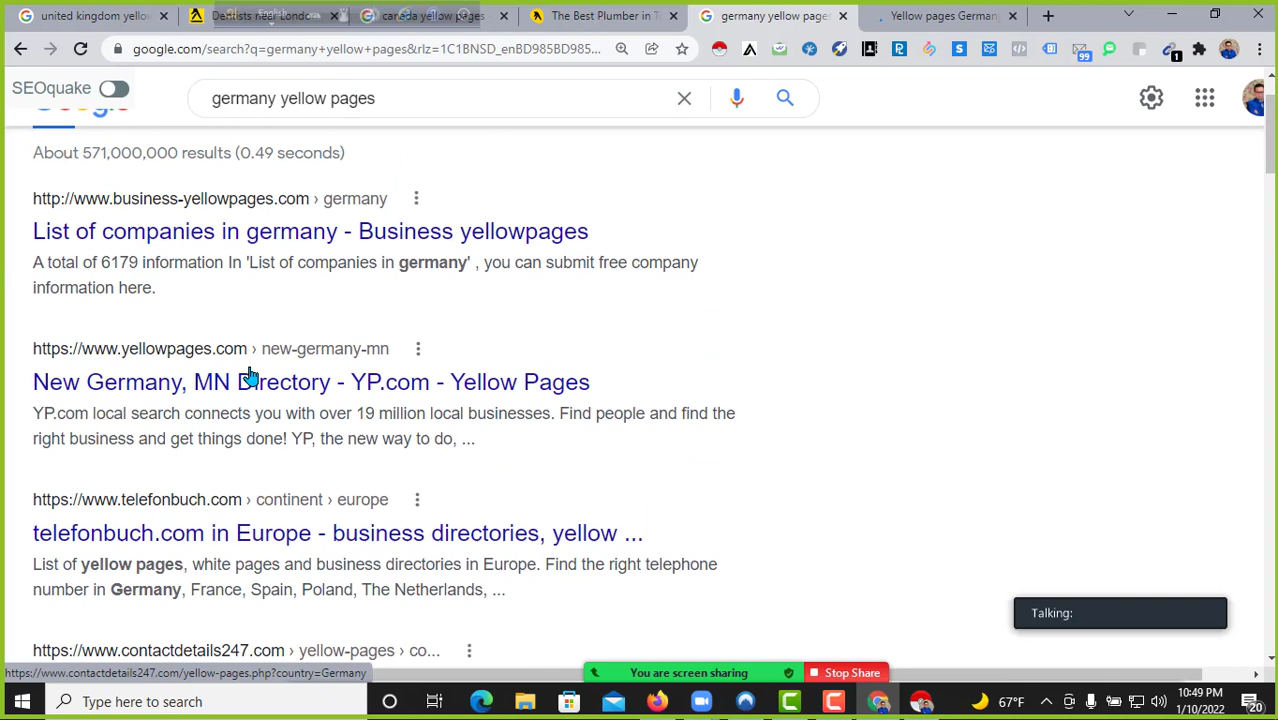 united kingdom yellow
Dentists near London
canada yellow pages
The Best Plumber in T
germany yellow page
Yellow pages German
google.com/search?q=germany+yellow+pages&rlz=1C1BNSD_enBD985BD985...
99
1
SEOquake
germany yellow pages
About 571,000,000 results (0.49 seconds)
http://www.business-yellowpages.com › germany
List of companies in germany - Business yellowpages
A total of 6179 information In 'List of companies in germany' , you can submit free company
information here.
https://www.yellowpages.com › new-germany-mn
New Germany, MN Directory - YP.com - Yellow Pages
YP.com local search connects you with over 19 million local businesses. Find people and find the
right business and get things done! YP, the new way to do, ...
https://www.telefonbuch.com › continent › europe
telefonbuch.com in Europe - business directories, yellow ...
List of yellow pages, white pages and business directories in Europe. Find the right telephone
number in Germany, France, Spain, Poland, The Netherlands, ...
Talking:
https://www.contactdetails247.com › yellow-pages › co...
https://www.contactdetails247.com/yellow-pages.php?country=Germany
You are screen sharing
Stop Share
Type here to search
67°F
10:49 PM
1/10/2022
20